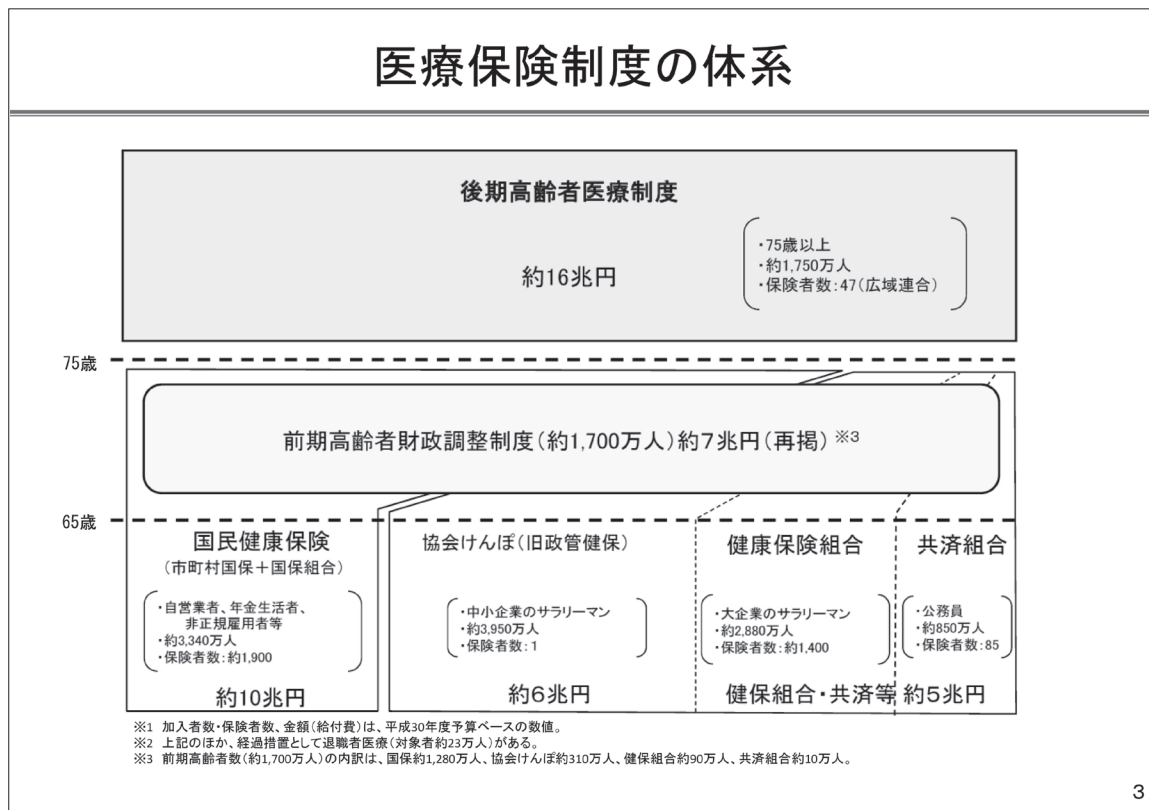 医療保険制度の体系
後期高齢者医療制度
約16兆円
・75歳以上
・約1,750万人
・保険者数：47（広域連合）
75歳
前期高齢者財政調整制度（約1,700万人）約７兆円（再掲）※3
65歳
国民健康保険
（市町村国保＋国保組合）
・自営業者、年金生活者、
非正規雇用者等
・約3,340万人
・保険者数：約1,900
約10兆円
協会けんぽ（旧政管健保）
・中小企業のサラリーマン
・約3,950万人
・保険者数：1
約６兆円
健康保険組合
・大企業のサラリーマン
・約2,880万人
・保険者数：約1,400
共済組合
・公務員
・約850万人
・保険者数：85
健保組合・共済等 約５兆円
※1 加入者数・保険者数、金額（給付費）は、平成30年度予算ベースの数値。
※2 上記のほか、経過措置として退職者医療（対象者約23万人）がある。
※3 前期高齢者数（約1,700万人）の内訳は、国保約1,280万人、協会けんぽ約310万人、健保組合約90万人、共済組合約10万人。
3